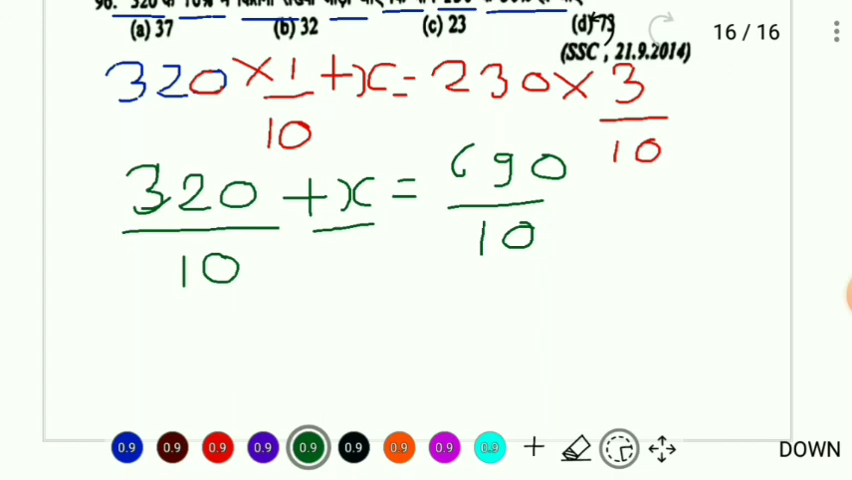 16 / 16
(a) 37 (b) 32 (c) 23 (d) 73
(SSC , 21.9.2014)
320 × 1/10 + x = 230 × 3/10
320/10 + x = 690/10
0.9 0.9 0.9 0.9 0.9 0.9 0.9 0.9 0.9
DOWN